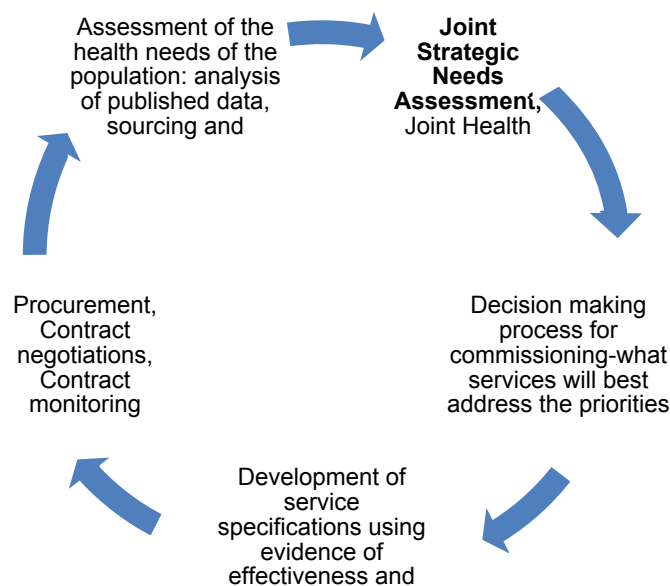 Assessment of the
health needs of the
population: analysis
of published data,
sourcing and
Joint
Strategic
Needs
Assessment,
Joint Health
Decision making
process for
commissioning-what
services will best
address the priorities
Development of
service
specifications using
evidence of
effectiveness and
Procurement,
Contract
negotiations,
Contract
monitoring